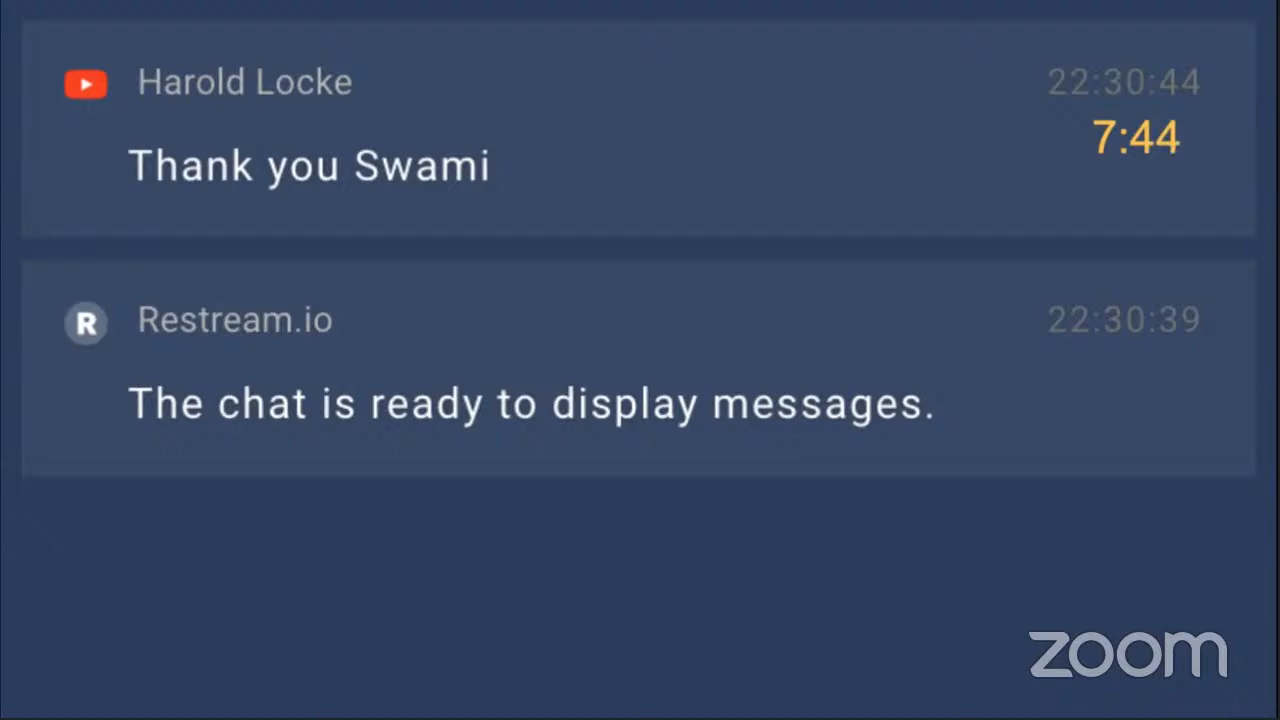 Harold Locke 22:30:44
7:44
Thank you Swami
R Restream.io 22:30:39
The chat is ready to display messages.
zoom